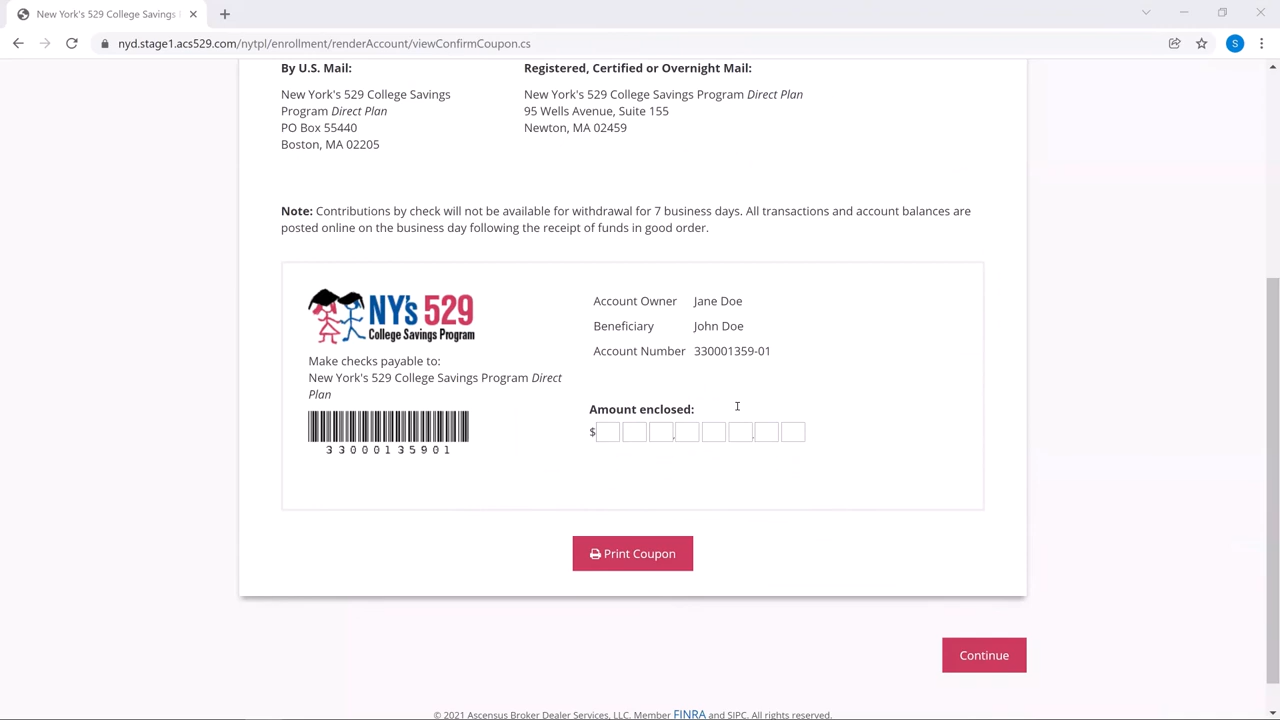 New York's 529 College Savings
nyd.stage1.acs529.com/nytpl/enrollment/renderAccount/viewConfirmCoupon.cs
S
By U.S. Mail:
New York's 529 College Savings
Program Direct Plan
PO Box 55440
Boston, MA 02205
Registered, Certified or Overnight Mail:
New York's 529 College Savings Program Direct Plan
95 Wells Avenue, Suite 155
Newton, MA 02459
Note: Contributions by check will not be available for withdrawal for 7 business days. All transactions and account balances are
posted online on the business day following the receipt of funds in good order.
NY's 529
College Savings Program
Make checks payable to:
New York's 529 College Savings Program Direct
Plan
33000135901
Account Owner Jane Doe
Beneficiary John Doe
Account Number 330001359-01
Amount enclosed:
$ , .
Print Coupon
Continue
© 2021 Ascensus Broker Dealer Services, LLC. Member FINRA and SIPC. All rights reserved.